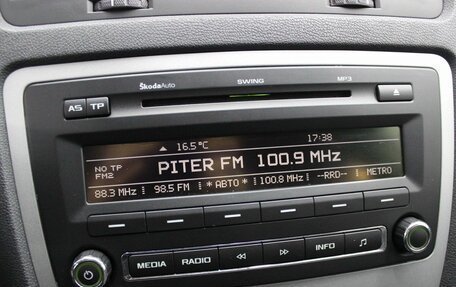 ŠkodaAuto SWING MP3
AS TP
▲ 16.5°C 17:38
NO TP
FM2
PITER FM 100.9 MHz
88.3 MHz 98.5 FM *АВТО* 100.8 MHz --RRD-- METRO
MEDIA RADIO INFO